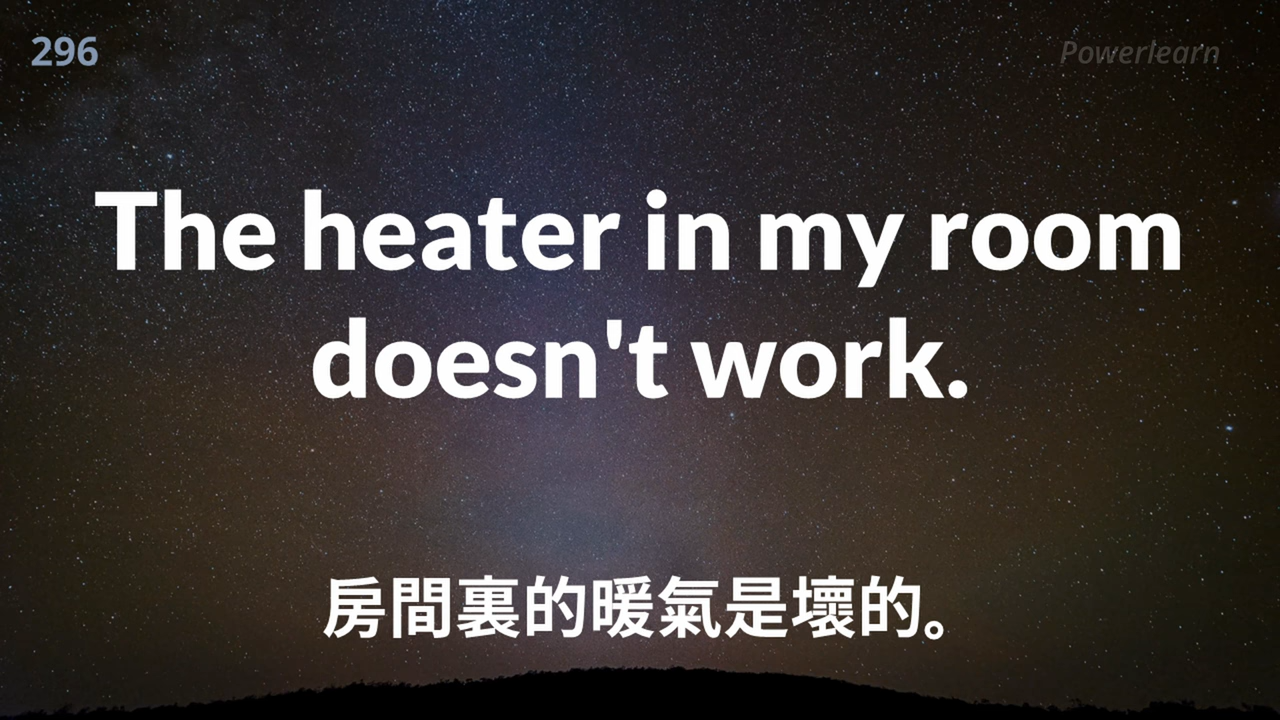 296
Powerlearn
The heater in my room
doesn't work.
房間裏的暖氣是壞的。